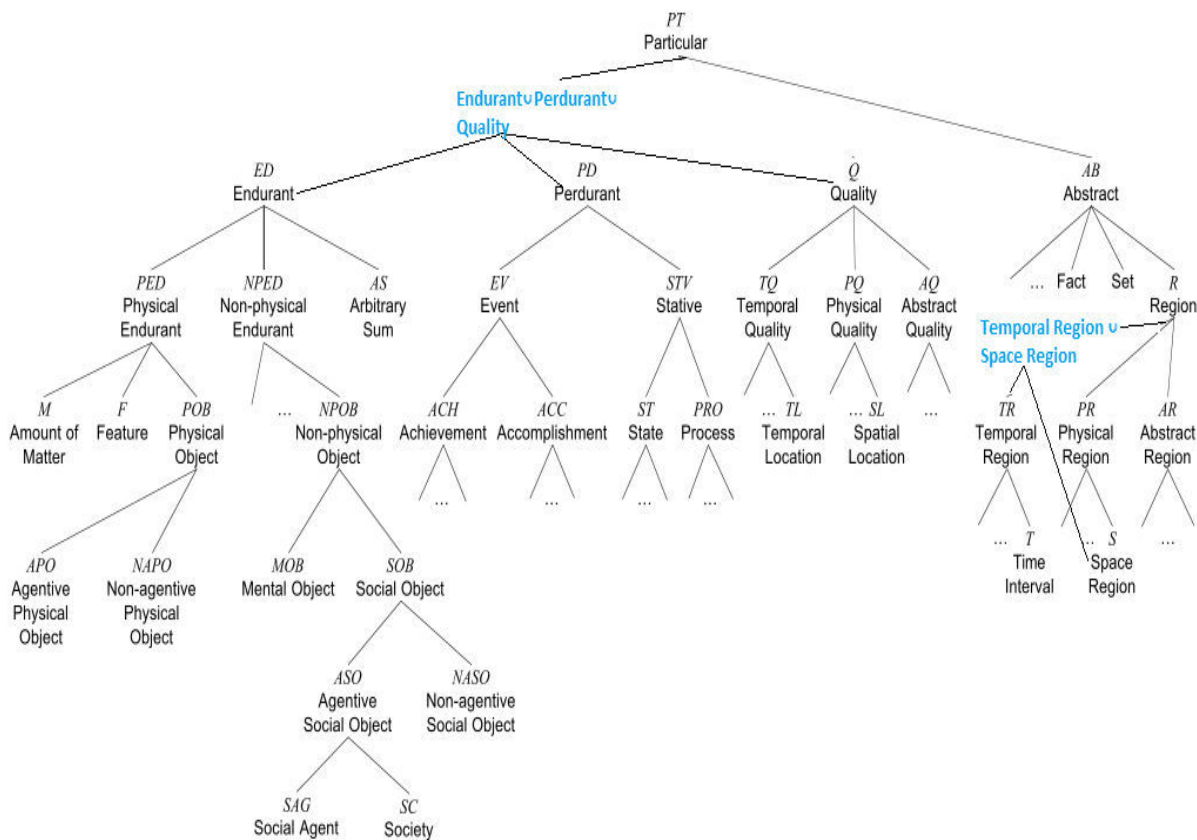 PT
Particular
Endurant∪Perdurant∪
Quality
ED
Endurant
PD
Perdurant
Q
Quality
AB
Abstract
PED
Physical
Endurant
NPED
Non-physical
Endurant
AS
Arbitrary
Sum
EV
Event
STV
Stative
TQ
Temporal
Quality
PQ
Physical
Quality
AQ
Abstract
Quality
...
Fact
Set
R
Region
Temporal Region ∪
Space Region
M
Amount of
Matter
F
Feature
POB
Physical
Object
...
NPOB
Non-physical
Object
ACH
Achievement
...
ACC
Accomplishment
...
ST
State
...
PRO
Process
...
... TL
Temporal
Location
... SL
Spatial
Location
...
TR
Temporal
Region
PR
Physical
Region
AR
Abstract
Region
... T
Time
Interval
... S
Space
Region
...
APO
Agentive
Physical
Object
NAPO
Non-agentive
Physical
Object
MOB
Mental Object
SOB
Social Object
ASO
Agentive
Social Object
NASO
Non-agentive
Social Object
SAG
Social Agent
SC
Society